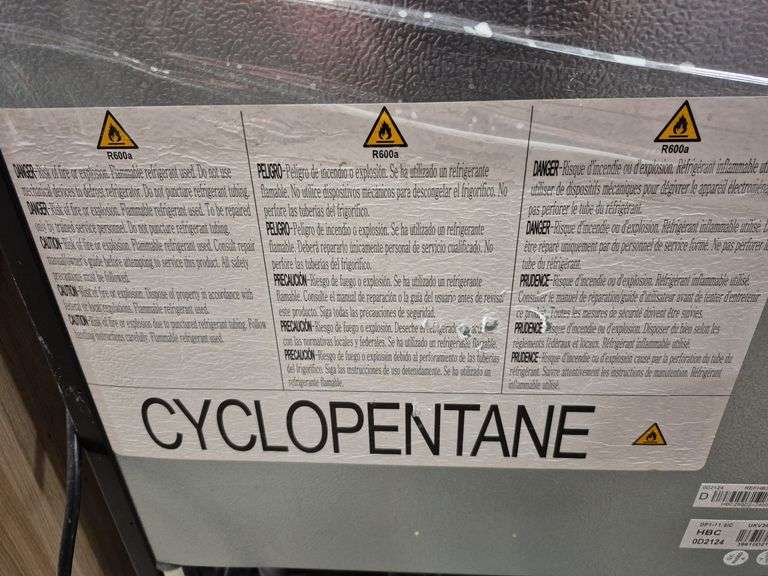 R600a
DANGER-Risk of fire or explosion. Flammable refrigerant used. Do not use
mechanical devices to defrost refrigerator. Do not puncture refrigerant tubing.
DANGER-Risk of fire or explosion. Flammable refrigerant used. To be repaired
only by trained service personnel. Do not puncture refrigerant tubing.
CAUTION-Risk of fire or explosion. Flammable refrigerant used. Consult repair
manual/owner's guide before attempting to service this product. All safety
precautions must be followed.
CAUTION-Risk of fire or explosion. Dispose of property in accordance with
federal or local regulations. Flammable refrigerant used.
CAUTION-Risk of fire or explosion due to punctured refrigerant tubing. Follow
handling instructions carefully. Flammable refrigerant used.
R600a
PELIGRO-Peligro de incendio o explosión. Se ha utilizado un refrigerante
flamable. No utilice dispositivos mecánicos para descongelar el frigorífico. No
perfore las tuberías del frigorífico.
PELIGRO-Peligro de incendio o explosión. Se ha utilizado un refrigerante
flamable. Deberá repararlo únicamente personal de servicio cualificado. No
perfore las tuberías del frigorífico.
PRECAUCIÓN-Riesgo de fuego o explosión. Se ha utilizado un refrigerante
flamable. Consulte el manual de reparación o la guía del usuario antes de revisar
este producto. Siga todas las precauciones de seguridad.
PRECAUCIÓN-Riesgo de fuego o explosión. Deseche el refrigerador de acuerdo
con las normativas locales y federales. Se ha utilizado un refrigerante flamable.
PRECAUCIÓN-Riesgo de fuego o explosión debido al perforamiento de las tuberías
del frigorífico. Siga las instrucciones de uso detenidamente. Se ha utilizado un
refrigerante flamable.
R600a
DANGER-Risque d'incendie ou d'explosion. Réfrigérant inflammable utilisé.
utiliser de dispositifs mécaniques pour dégivrer le appareil
pas perforer le tube du réfrigérant.
DANGER-Risque d'incendie ou d'explosion. Réfrigérant inflammable utilisé.
être réparé uniquement par du personnel de service formé. Ne pas perforer le
tube du réfrigérant.
PRUDENCE-Risque d'incendie ou d'explosion. Réfrigérant inflammable utilisé.
Consulter le manuel de réparation guide d'utilisateur avant de tenter d'entretenir
ce produit. Toutes les mesures de sécurité doivent être suivies.
PRUDENCE-Risque d'incendie ou d'explosion. Disposer du bien selon les
règlements fédéraux et locaux. Réfrigérant inflammable utilisé.
PRUDENCE-Risque d'incendie ou d'explosion causé par la perforation du tube du
réfrigérant. Suivre attentivement les instructions de manutention. Réfrigérant
inflammable utilisé.
CYCLOPENTANE
0D2124
D
HBC
0D2124